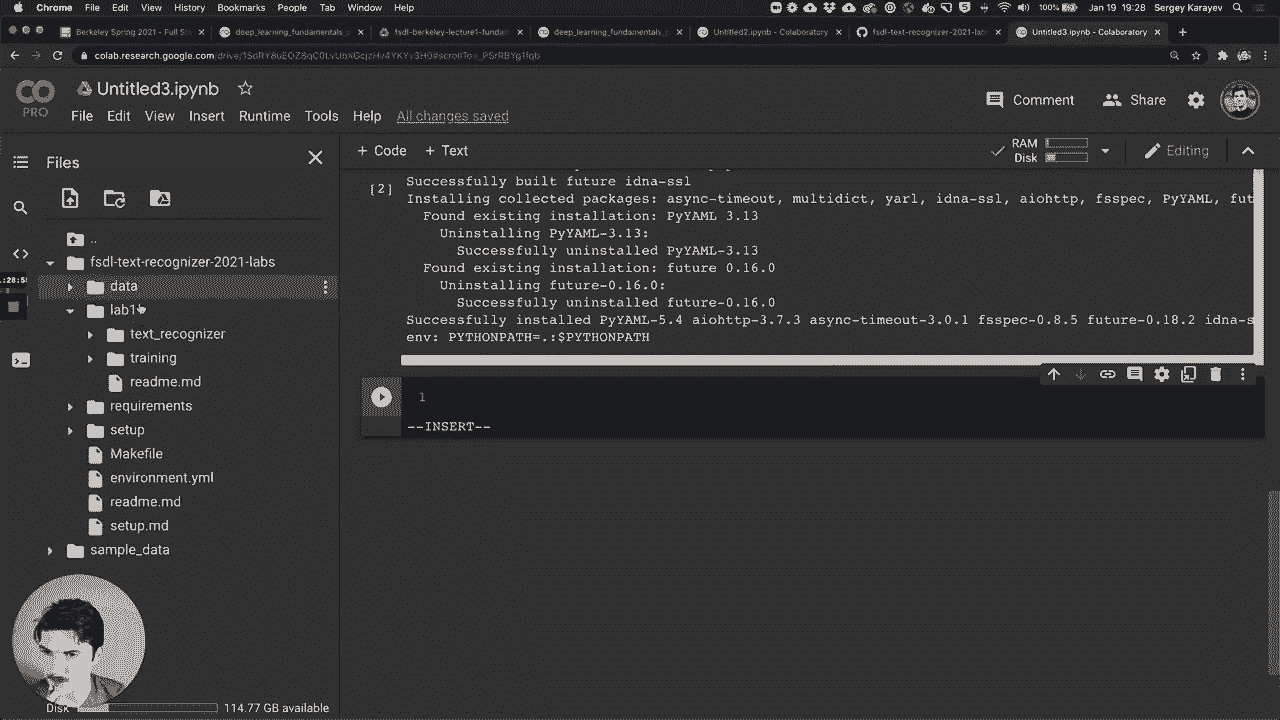 Chrome File Edit View History Bookmarks People Tab Window Help 100% Jan 19 19:28 Sergey Karayev
Berkeley Spring 2021 - Full St deep_learning_fundamentals_p fsdl-berkeley-lecture1-fundam deep_learning_fundamentals_p Untitled2.ipynb - Colaboratory fsdl-text-recognizer-2021-lab Untitled3.ipynb - Colaboratory
colab.research.google.com
CO PRO
Untitled3.ipynb
Comment Share
File Edit View Insert Runtime Tools Help All changes saved
Files
+ Code + Text
RAM
Disk
Editing
..
fsdl-text-recognizer-2021-labs
data
lab1
text_recognizer
training
readme.md
requirements
setup
Makefile
environment.yml
readme.md
setup.md
sample_data
Disk 114.77 GB available
[2] Successfully built future idna-ssl
Installing collected packages: async-timeout, multidict, yarl, idna-ssl, aiohttp, fsspec, PyYAML, fut
Found existing installation: PyYAML 3.13
Uninstalling PyYAML-3.13:
Successfully uninstalled PyYAML-3.13
Found existing installation: future 0.16.0
Uninstalling future-0.16.0:
Successfully uninstalled future-0.16.0
Successfully installed PyYAML-5.4 aiohttp-3.7.3 async-timeout-3.0.1 fsspec-0.8.5 future-0.18.2 idna-s
env: PYTHONPATH=.:$PYTHONPATH
1
--INSERT--